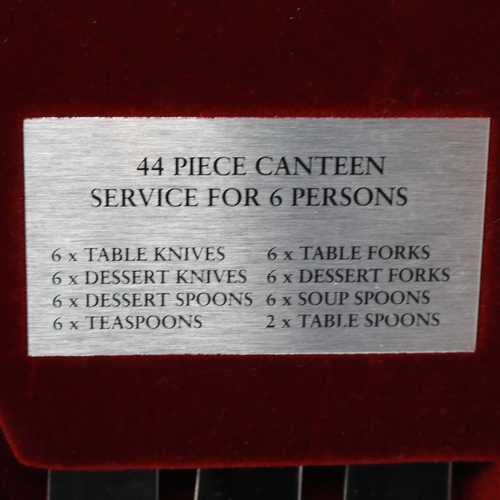 44 PIECE CANTEEN
SERVICE FOR 6 PERSONS
6 x TABLE KNIVES 6 x TABLE FORKS
6 x DESSERT KNIVES 6 x DESSERT FORKS
6 x DESSERT SPOONS 6 x SOUP SPOONS
6 x TEASPOONS 2 x TABLE SPOONS